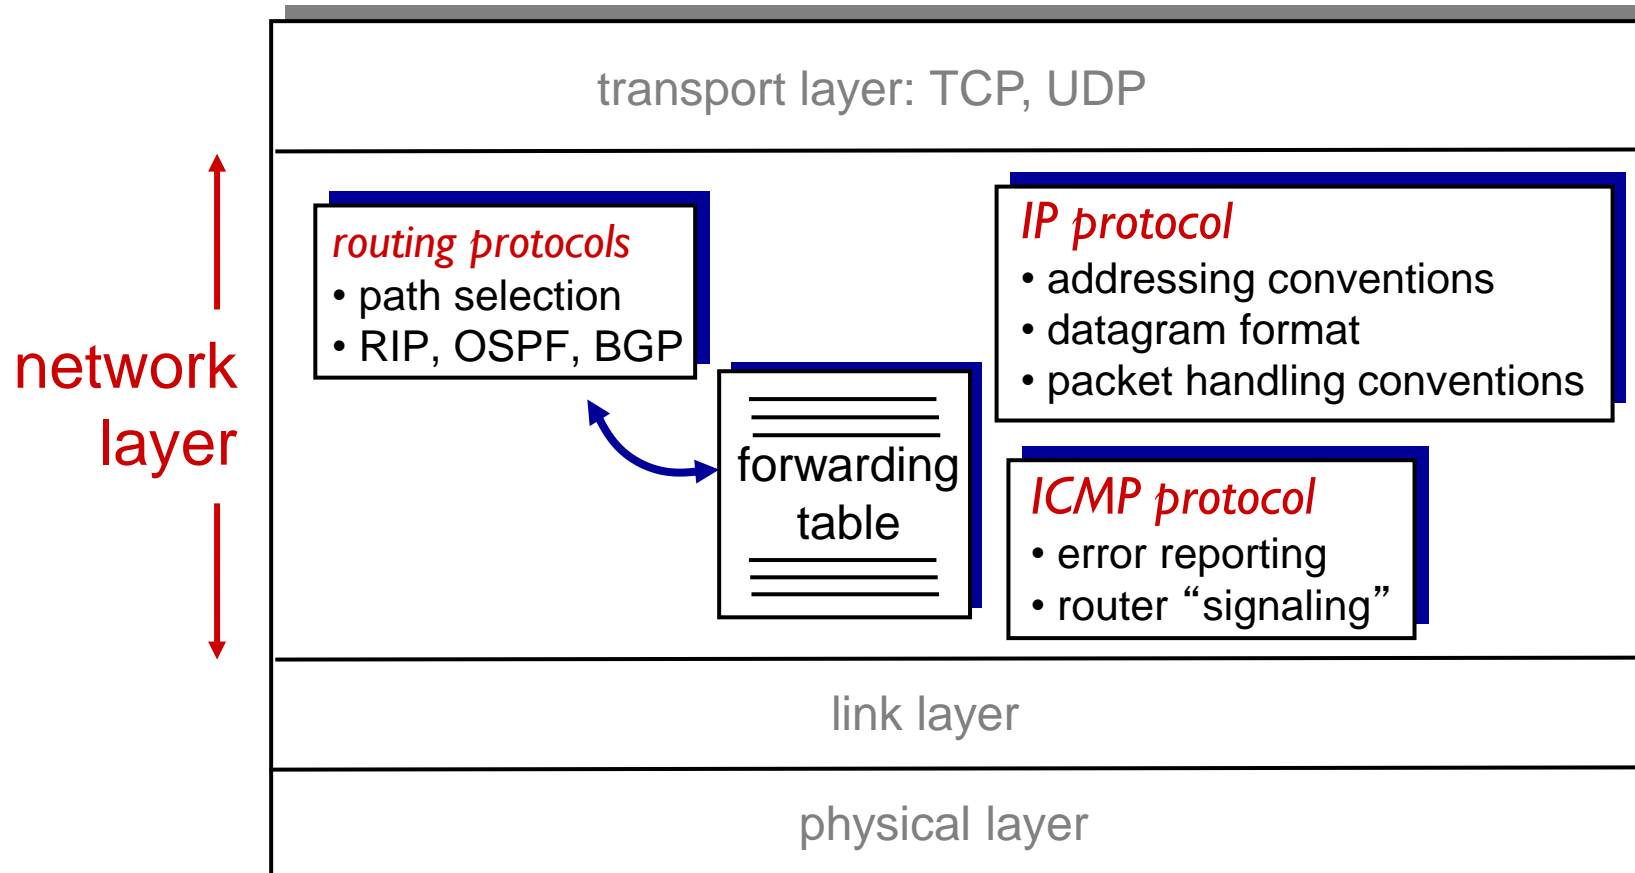 transport layer: TCP, UDP
network
layer
routing protocols
• path selection
• RIP, OSPF, BGP
forwarding
table
IP protocol
• addressing conventions
• datagram format
• packet handling conventions
ICMP protocol
• error reporting
• router “signaling”
link layer
physical layer